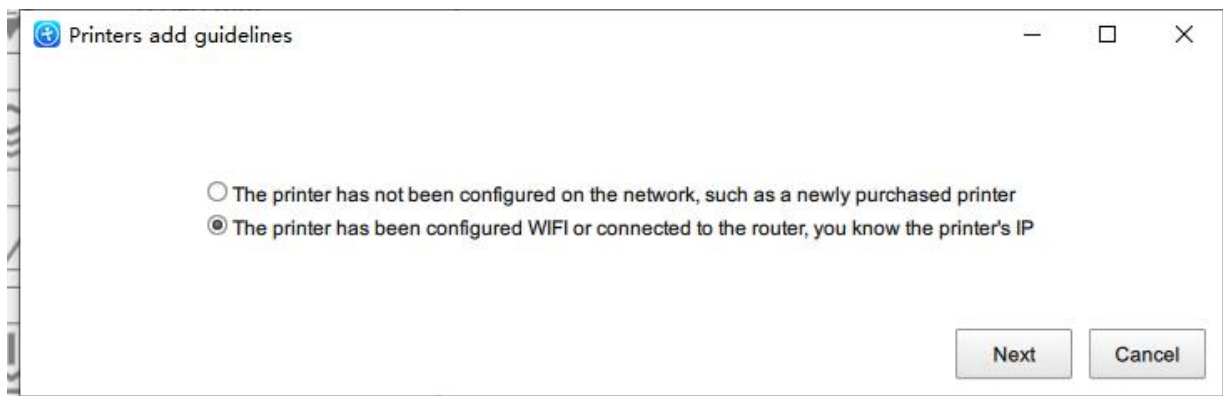 Printers add guidelines
The printer has not been configured on the network, such as a newly purchased printer
The printer has been configured WIFI or connected to the router, you know the printer's IP
Next Cancel